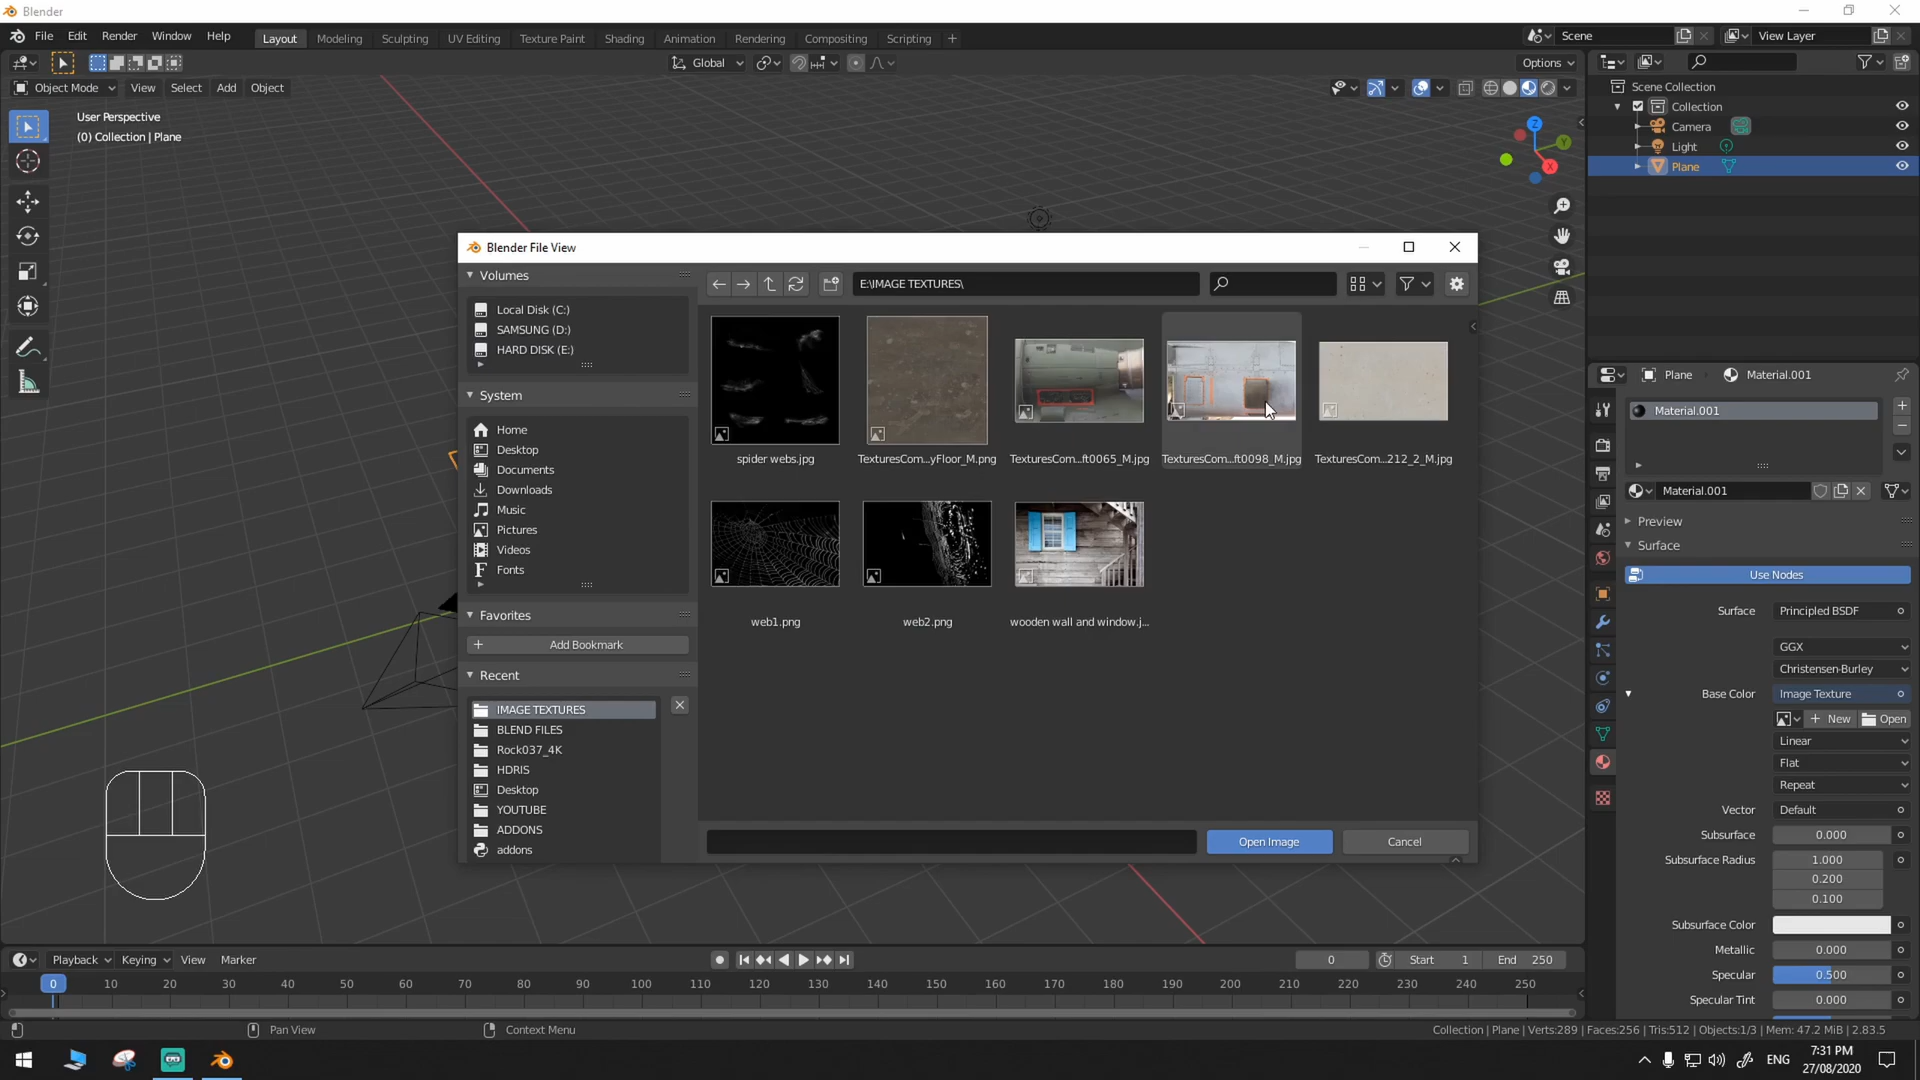 Blender
File Edit Render Window Help
Layout Modeling Sculpting UV Editing Texture Paint Shading Animation Rendering Compositing Scripting +
Scene
View Layer
Global
Options
Object Mode View Select Add Object
User Perspective
(0) Collection | Plane
Z
Y
X
Scene Collection
Collection
Camera
Light
Plane
Blender File View
Volumes
Local Disk (C:)
SAMSUNG (D:)
HARD DISK (E:)
System
Home
Desktop
Documents
Downloads
Music
Pictures
Videos
Fonts
Favorites
Add Bookmark
Recent
IMAGE TEXTURES
BLEND FILES
Rock037_4K
HDRIS
Desktop
YOUTUBE
ADDONS
addons
E:\IMAGE TEXTURES\
spider webs.jpg
TexturesCom...yFloor_M.png
TexturesCom...ft0065_M.jpg
TexturesCom...ft0098_M.jpg
TexturesCom...212_2_M.jpg
web1.png
web2.png
wooden wall and window.j...
Open Image
Cancel
Plane Material.001
Material.001
Material.001
Preview
Surface
Use Nodes
Surface Principled BSDF
GGX
Christensen-Burley
Base Color Image Texture
New Open
Linear
Flat
Repeat
Vector Default
Subsurface 0.000
Subsurface Radius 1.000
0.200
0.100
Subsurface Color
Metallic 0.000
Specular 0.500
Specular Tint 0.000
Playback Keying View Marker
0
Start 1
End 250
0 10 20 30 40 50 60 70 80 90 100 110 120 130 140 150 160 170 180 190 200 210 220 230 240 250
Pan View
Context Menu
Collection | Plane | Verts:289 | Faces:256 | Tris:512 | Objects:1/3 | Mem: 47.2 MiB | 2.83.5
ENG
7:31 PM
27/08/2020